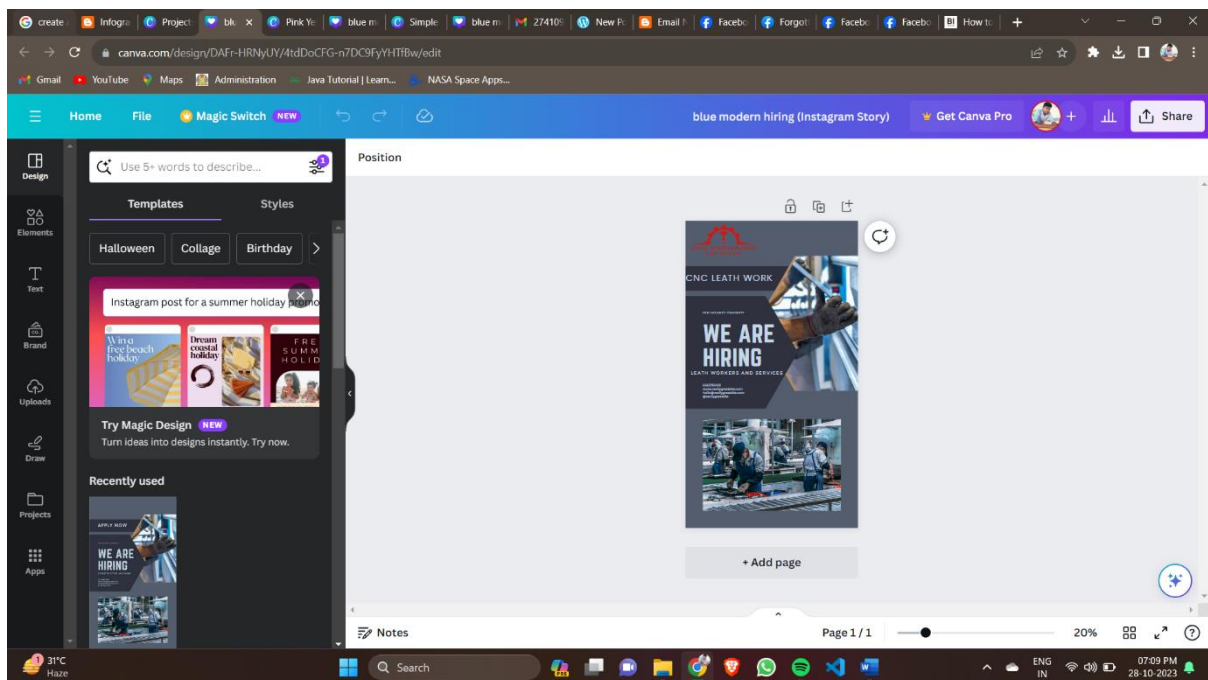 create
Infogra
Project
blu
Pink Ye
blue m
Simple
blue m
274109
New Po
Email
Facebo
Forgot
Facebo
Facebo
BI How to
canva.com/design/DAFr-HRNyUY/4tdDoCFG-n7DC9FyYHTfBw/edit
Gmail
YouTube
Maps
Administration
Java Tutorial | Learn...
NASA Space Apps...
Home
File
Magic Switch NEW
blue modern hiring (Instagram Story)
Get Canva Pro
Share
Design
Elements
Text
Brand
Uploads
Draw
Projects
Apps
Use 5+ words to describe...
1
Templates
Styles
Halloween
Collage
Birthday
Instagram post for a summer holiday promo
Win a
free beach
holiday
Dream
coastal
holiday
FRE
SUMM
HOLID
Try Magic Design NEW
Turn ideas into designs instantly. Try now.
Recently used
APPLY NOW
WE ARE
HIRING
Position
CNC LEATH WORK
WE ARE
HIRING
LEATH WORKERS AND SERVICES
+ Add page
Notes
Page 1 / 1
20%
1
31°C
Haze
Search
ENG
IN
07:09 PM
28-10-2023